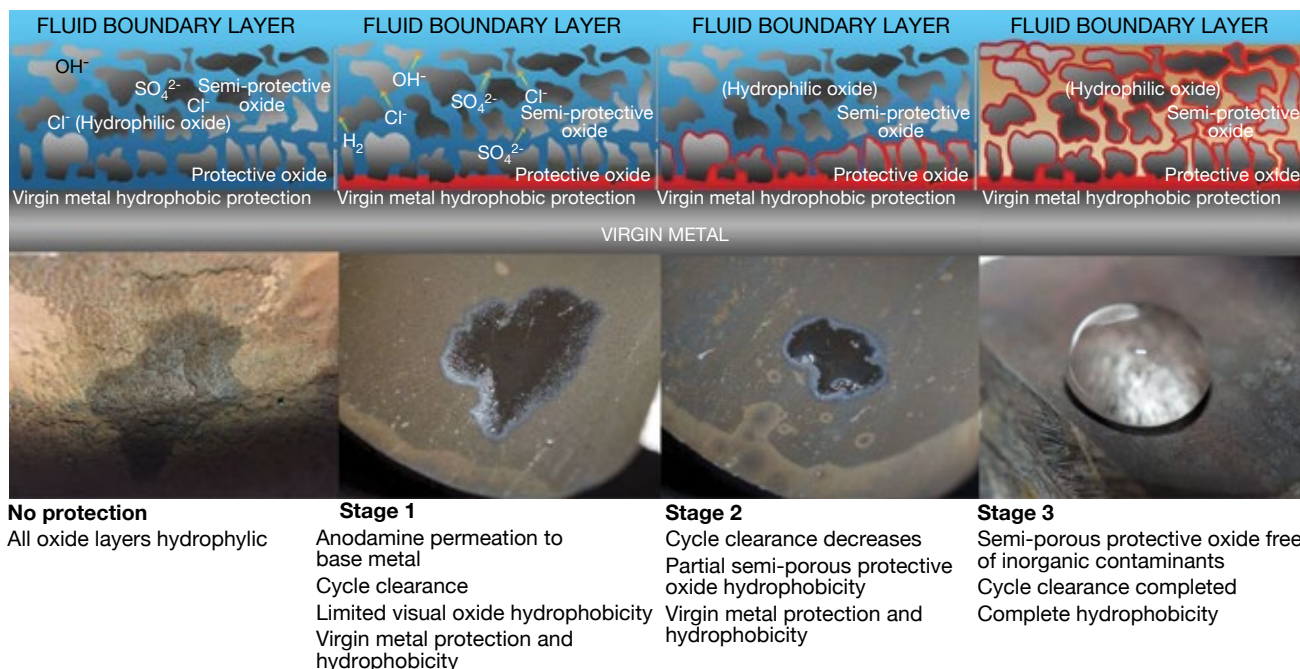 FLUID BOUNDARY LAYER
OH-
SO₄²⁻
Semi-protective
oxide
Cl⁻
Cl⁻ (Hydrophilic oxide)
Protective oxide
Virgin metal hydrophobic protection
FLUID BOUNDARY LAYER
OH-
SO₄²⁻
Cl⁻
Cl⁻
Semi-protective
oxide
H₂
SO₄²⁻
Protective oxide
Virgin metal hydrophobic protection
FLUID BOUNDARY LAYER
(Hydrophilic oxide)
Semi-protective
oxide
Protective oxide
Virgin metal hydrophobic protection
FLUID BOUNDARY LAYER
(Hydrophilic oxide)
Semi-protective
oxide
Protective oxide
Virgin metal hydrophobic protection
VIRGIN METAL
No protection
All oxide layers hydrophylic
Stage 1
Anodamine permeation to
base metal
Cycle clearance
Limited visual oxide hydrophobicity
Virgin metal protection and
hydrophobicity
Stage 2
Cycle clearance decreases
Partial semi-porous protective
oxide hydrophobicity
Virgin metal protection and
hydrophobicity
Stage 3
Semi-porous protective oxide free
of inorganic contaminants
Cycle clearance completed
Complete hydrophobicity